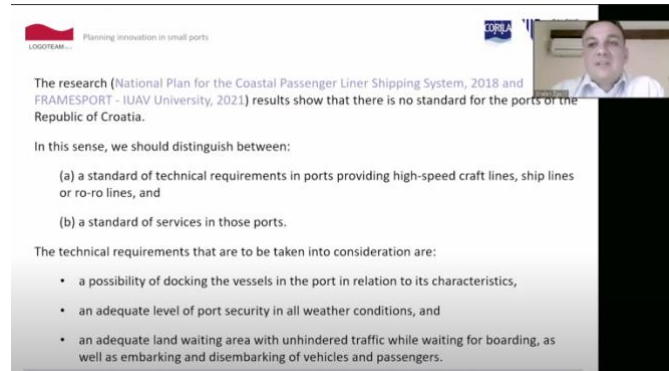 Planning innovation in small ports
CORILA
LOGOTEAM
The research (National Plan for the Coastal Passenger Liner Shipping System, 2018 and
FRAMESPORT - IUAV University, 2021) results show that there is no standard for the ports of the
Republic of Croatia.
In this sense, we should distinguish between:
(a) a standard of technical requirements in ports providing high-speed craft lines, ship lines
or ro-ro lines, and
(b) a standard of services in those ports.
The technical requirements that are to be taken into consideration are:
• a possibility of docking the vessels in the port in relation to its characteristics,
• an adequate level of port security in all weather conditions, and
• an adequate land waiting area with unhindered traffic while waiting for boarding, as
well as embarking and disembarking of vehicles and passengers.